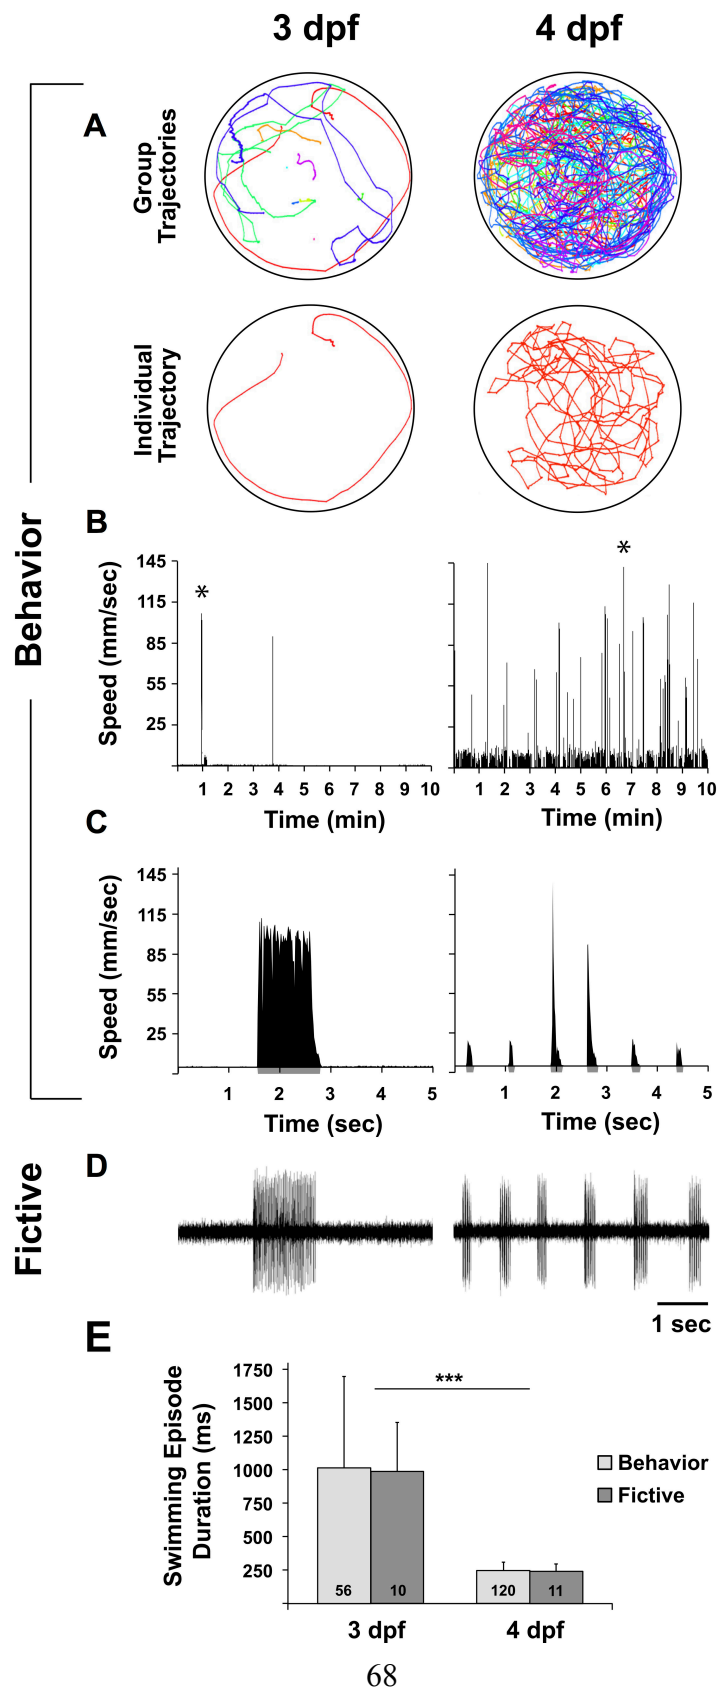 3 dpf 4 dpf
Behavior
A
Group
Trajectories
Individual
Trajectory
B
Speed (mm/sec)
145
115
85
55
25
*
*
1 2 3 4 5 6 7 8 9 10
1 2 3 4 5 6 7 8 9 10
Time (min) Time (min)
C
Speed (mm/sec)
145
115
85
55
25
1 2 3 4 5
1 2 3 4 5
Time (sec) Time (sec)
Fictive
D
1 sec
E
Swimming Episode
Duration (ms)
1750
1500
1250
1000
750
500
250
***
Behavior
Fictive
56 10 120 11
3 dpf 4 dpf
68